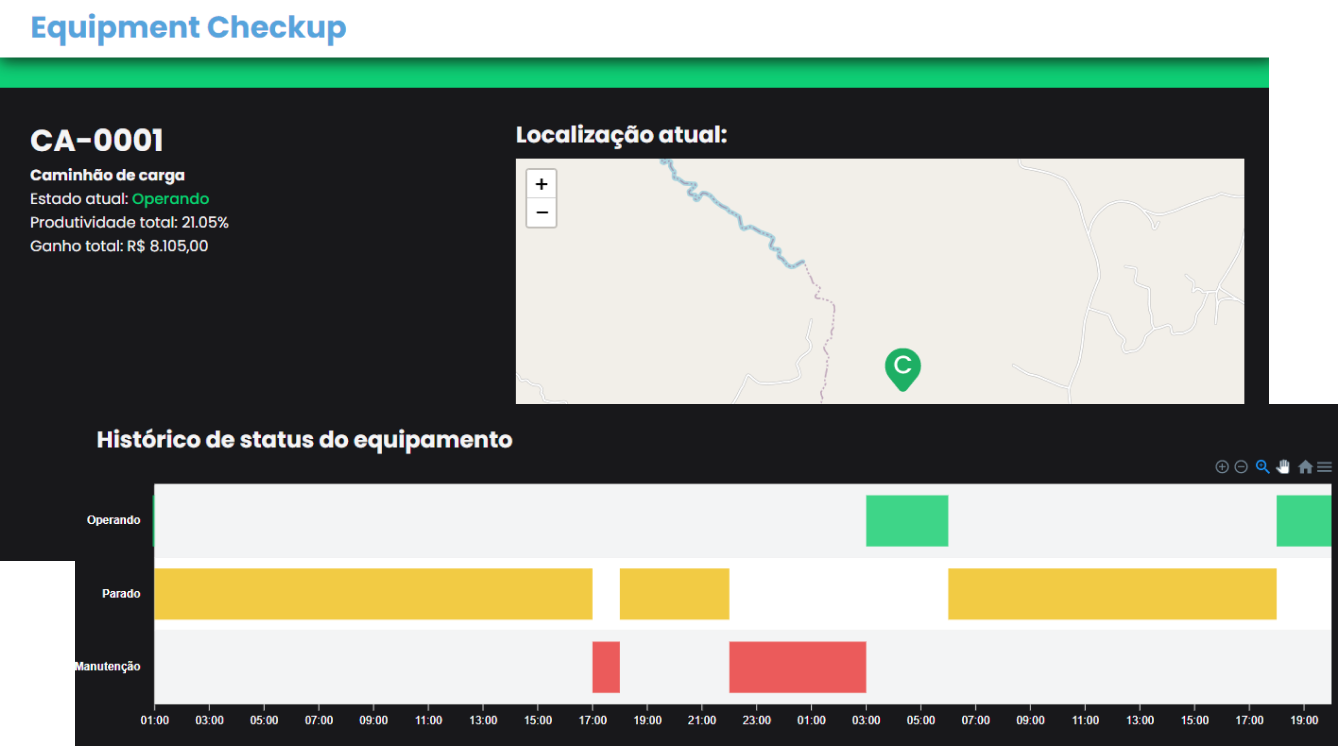 Equipment Checkup
CA-0001
Caminhão de carga
Estado atual: Operando
Produtividade total: 21.05%
Ganho total: R$ 8.105,00
Localização atual:
+
−
C
Histórico de status do equipamento
Operando
Parado
Manutenção
01:00 03:00 05:00 07:00 09:00 11:00 13:00 15:00 17:00 19:00 21:00 23:00 01:00 03:00 05:00 07:00 09:00 11:00 13:00 15:00 17:00 19:00